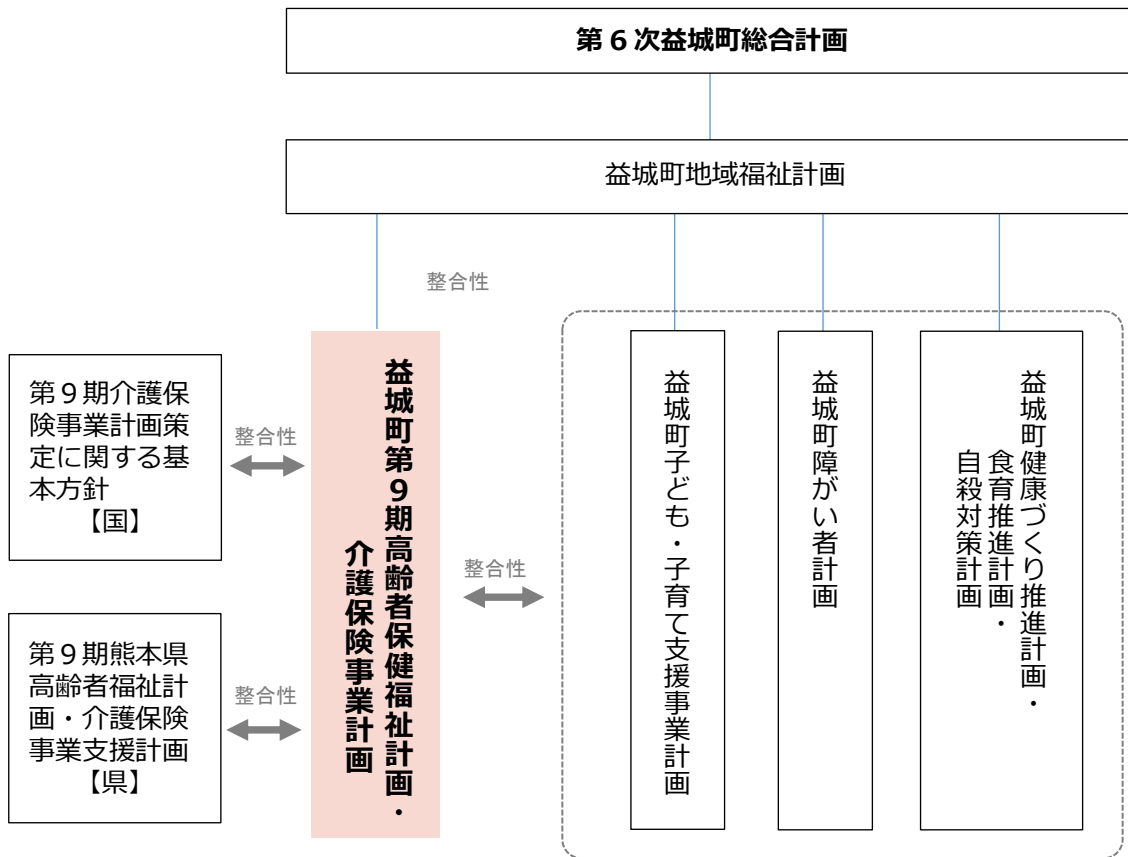 第６次益城町総合計画
益城町地域福祉計画
整合性
第９期介護保
険事業計画策
定に関する基
本方針
【国】
整合性
第９期熊本県
高齢者福祉計
画・介護保険
事業支援計画
【県】
整合性
益城町第９期高齢者保健福祉計画・
介護保険事業計画
整合性
益城町子ども・子育て支援事業計画
益城町障がい者計画
益城町健康づくり推進計画・
食育推進計画・
自殺対策計画